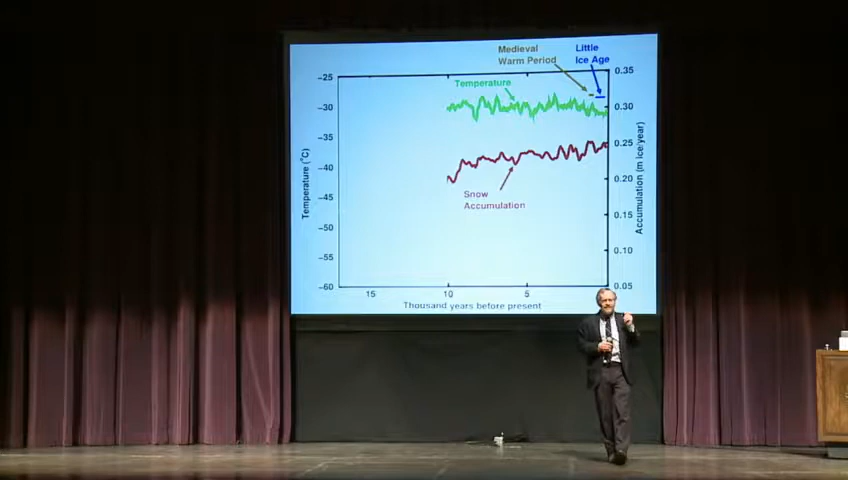 Medieval
Warm Period
Little
Ice Age
Temperature
Snow
Accumulation
-25
-30
-35
-40
-45
-50
-55
-60
Temperature (°C)
0.35
0.30
0.25
0.20
0.15
0.10
0.05
Accumulation (m ice/year)
15
10
5
Thousand years before present